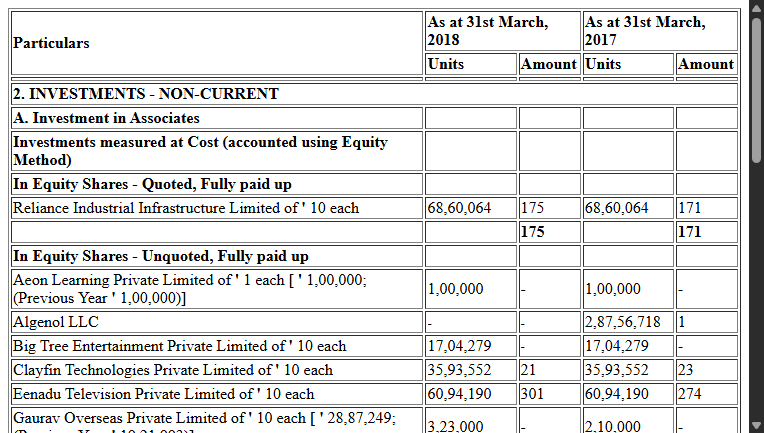 Particulars As at 31st March, 2018 As at 31st March, 2017
Units Amount Units Amount
2. INVESTMENTS - NON-CURRENT
A. Investment in Associates
Investments measured at Cost (accounted using Equity
Method)
In Equity Shares - Quoted, Fully paid up
Reliance Industrial Infrastructure Limited of ' 10 each 68,60,064 175 68,60,064 171
175 171
In Equity Shares - Unquoted, Fully paid up
Aeon Learning Private Limited of ' 1 each [ ' 1,00,000;
(Previous Year ' 1,00,000)] 1,00,000 - 1,00,000 -
Algenol LLC - - 2,87,56,718 1
Big Tree Entertainment Private Limited of ' 10 each 17,04,279 - 17,04,279 -
Clayfin Technologies Private Limited of ' 10 each 35,93,552 21 35,93,552 23
Eenadu Television Private Limited of ' 10 each 60,94,190 301 60,94,190 274
Gaurav Overseas Private Limited of ' 10 each [ ' 28,87,249; 3,23,000 - 2,10,000 -